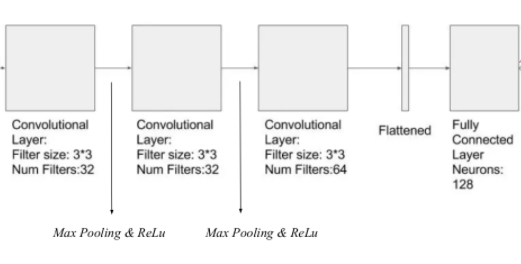 Convolutional
Layer:
Filter size: 3*3
Num Filters:32
Convolutional
Layer:
Filter size: 3*3
Num Filters:32
Convolutional
Layer:
Filter size: 3*3
Num Filters:64
Flattened
Fully
Connected
Layer
Neurons:
128
Max Pooling & ReLu
Max Pooling & ReLu